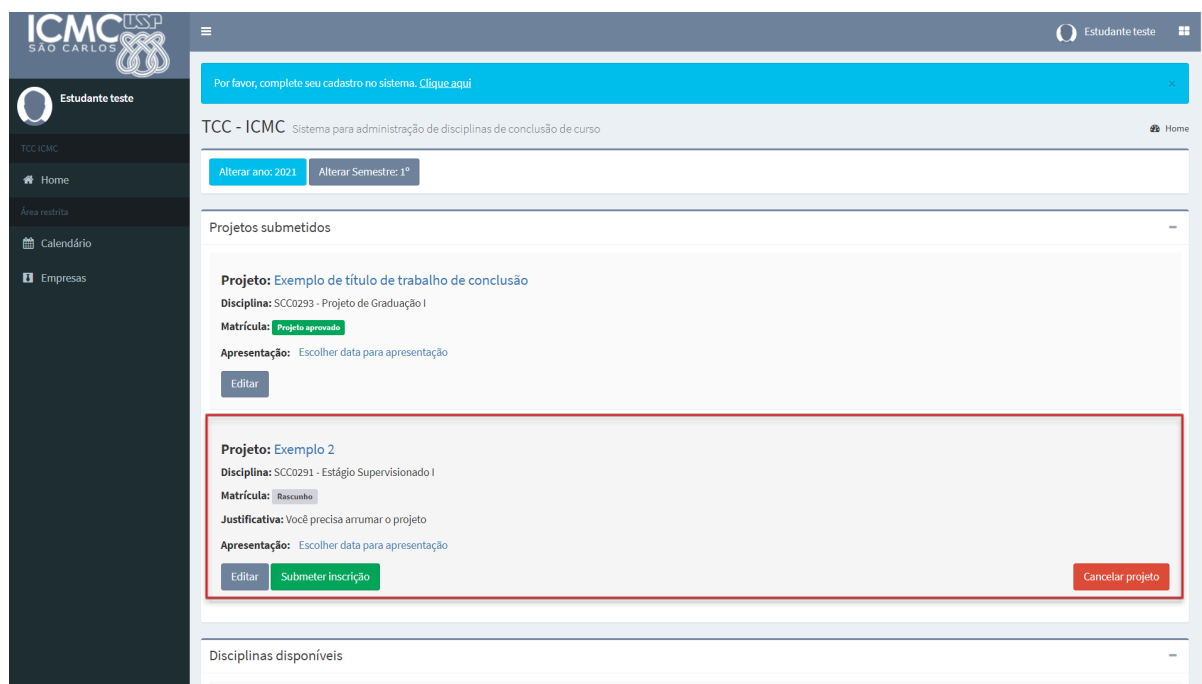 ICMC USP
SÃO CARLOS
Estudante teste
Estudante teste
TCC ICMC
Home
Área restrita
Calendário
Empresas
Por favor, complete seu cadastro no sistema. Clique aqui ×
TCC - ICMC Sistema para administração de disciplinas de conclusão de curso
Home
Alterar ano: 2021 Alterar Semestre: 1º
Projetos submetidos
Projeto: Exemplo de título de trabalho de conclusão
Disciplina: SCC0293 - Projeto de Graduação I
Matrícula: Projeto aprovado
Apresentação: Escolher data para apresentação
Editar
Projeto: Exemplo 2
Disciplina: SCC0291 - Estágio Supervisionado I
Matrícula: Rascunho
Justificativa: Você precisa arrumar o projeto
Apresentação: Escolher data para apresentação
Editar Submeter inscrição Cancelar projeto
Disciplinas disponíveis